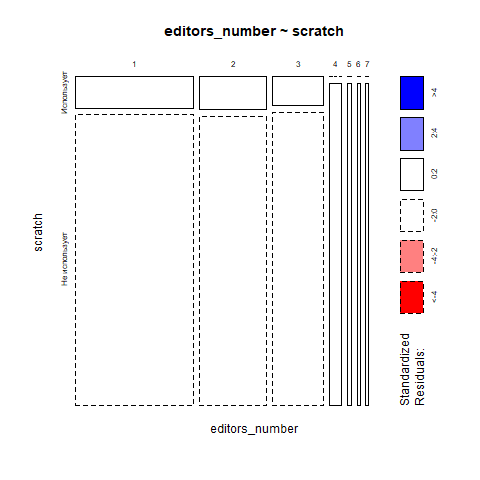 editors_number ~ scratch
1 2 3 4 5 6 7
Использует
Не использует
scratch
editors_number
>4
2:4
0:2
-2:0
-4:-2
<-4
Standardized
Residuals: